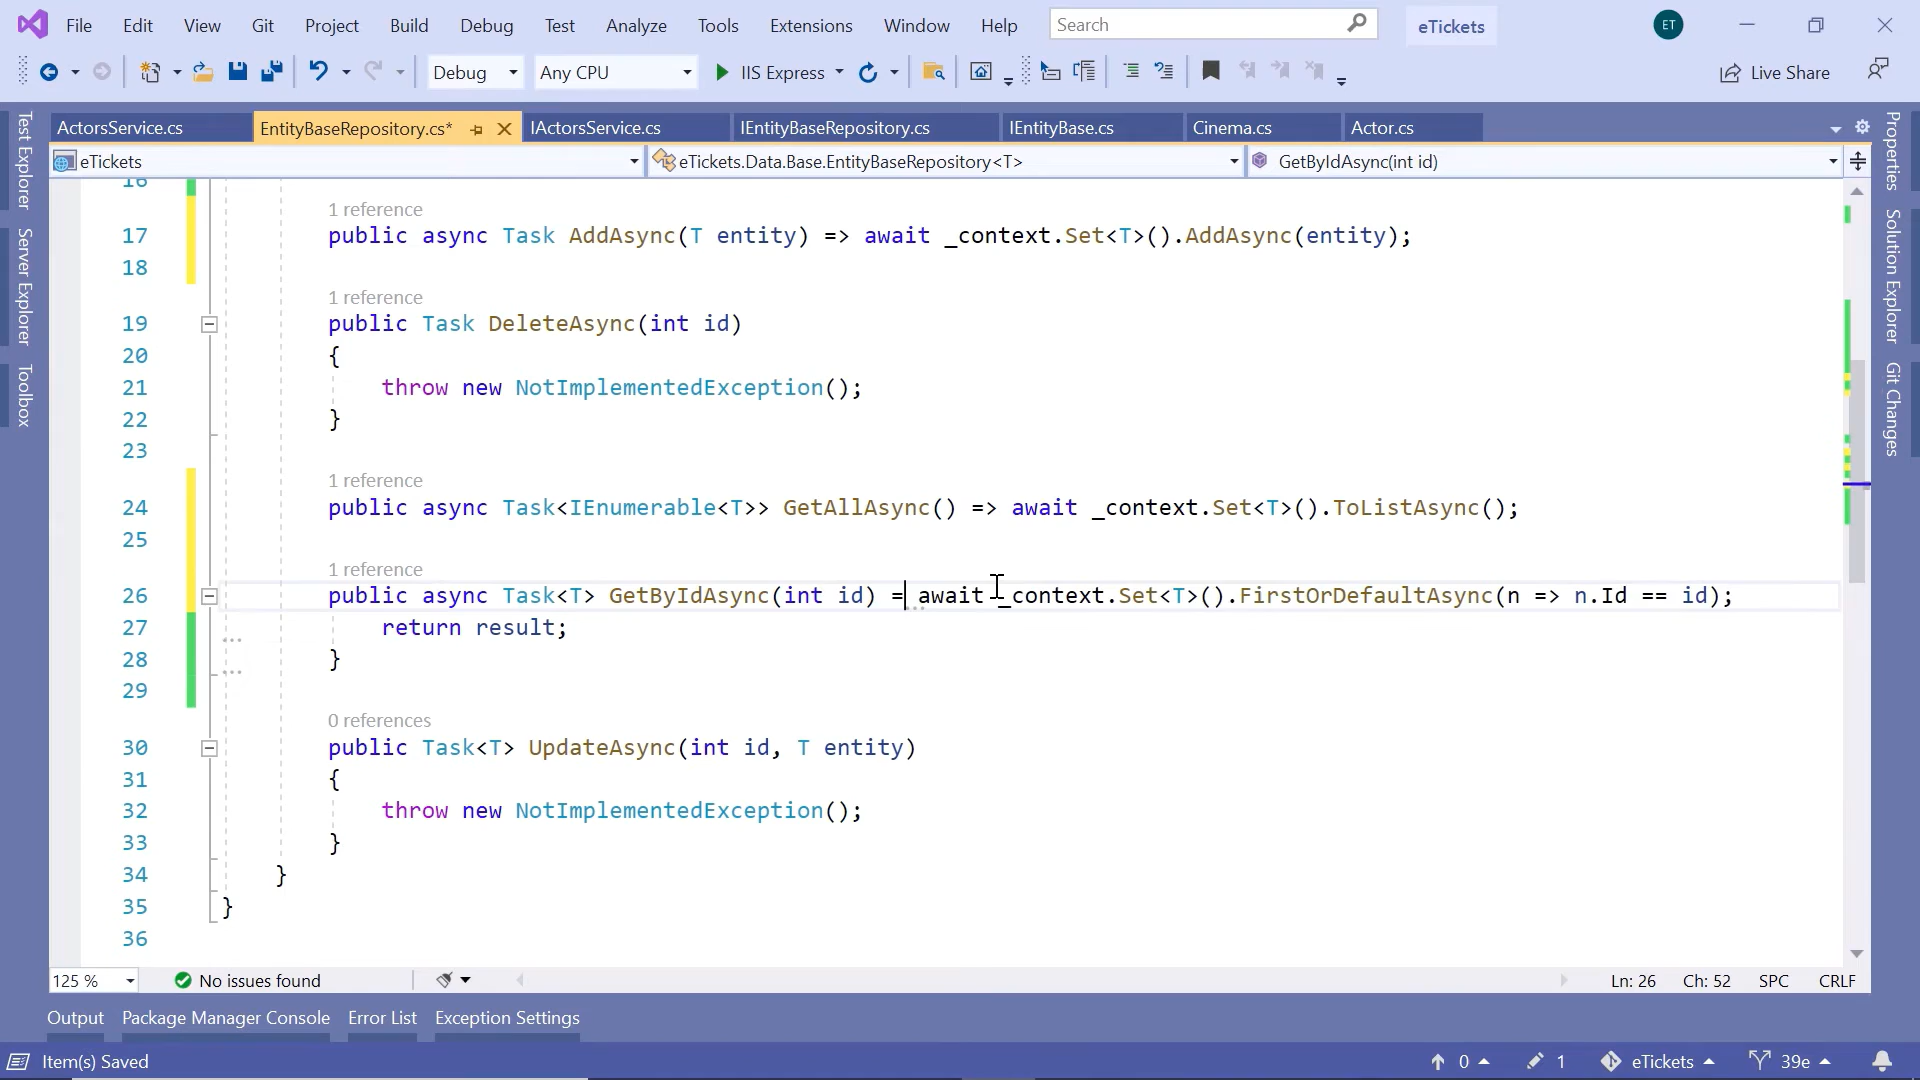 File Edit View Git Project Build Debug Test Analyze Tools Extensions Window Help Search eTickets ET
Debug Any CPU IIS Express Live Share
ActorsService.cs EntityBaseRepository.cs* IActorsService.cs IEntityBaseRepository.cs IEntityBase.cs Cinema.cs Actor.cs
eTickets eTickets.Data.Base.EntityBaseRepository<T> GetByIdAsync(int id)
Test Explorer
Server Explorer
Toolbox
16
1 reference
17 public async Task AddAsync(T entity) => await _context.Set<T>().AddAsync(entity);
18
1 reference
19 public Task DeleteAsync(int id)
20 {
21 throw new NotImplementedException();
22 }
23
1 reference
24 public async Task<IEnumerable<T>> GetAllAsync() => await _context.Set<T>().ToListAsync();
25
1 reference
26 public async Task<T> GetByIdAsync(int id) = await _context.Set<T>().FirstOrDefaultAsync(n => n.Id == id);
27 return result;
28 }
29
0 references
30 public Task<T> UpdateAsync(int id, T entity)
31 {
32 throw new NotImplementedException();
33 }
34 }
35 }
36
Properties
Solution Explorer
Git Changes
125 % No issues found Ln: 26 Ch: 52 SPC CRLF
Output Package Manager Console Error List Exception Settings
Item(s) Saved 0 1 eTickets 39e